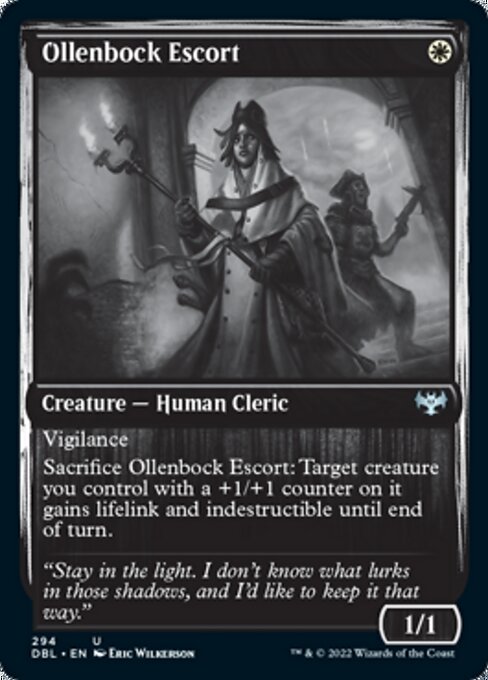 Ollenbock Escort
Creature — Human Cleric
Vigilance
Sacrifice Ollenbock Escort: Target creature
you control with a +1/+1 counter on it
gains lifelink and indestructible until end
of turn.
“Stay in the light. I don’t know what lurks
in those shadows, and I’d like to keep it that
way.”
1/1
294 U
DBL • EN Eric Wilkerson
™ & © 2022 Wizards of the Coast